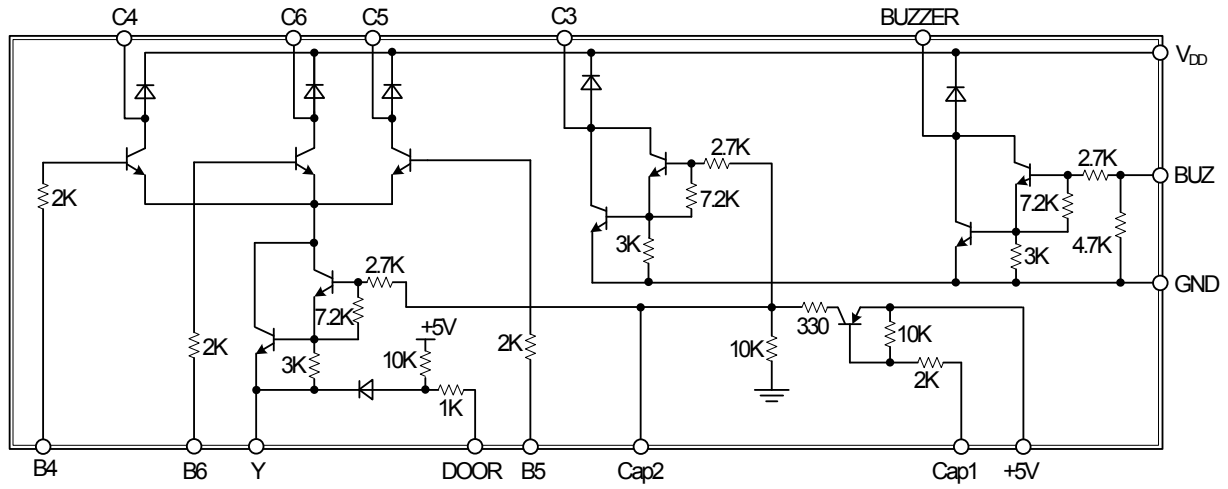 C4 C6 C5 C3 BUZZER
VDD
2.7K 2.7K
BUZ
2K 7.2K 7.2K
4.7K
3K 3K
2.7K
GND
7.2K
+5V 330
2K 2K 10K 10K
3K 10K 2K
1K
B4 B6 Y DOOR B5 Cap2 Cap1 +5V